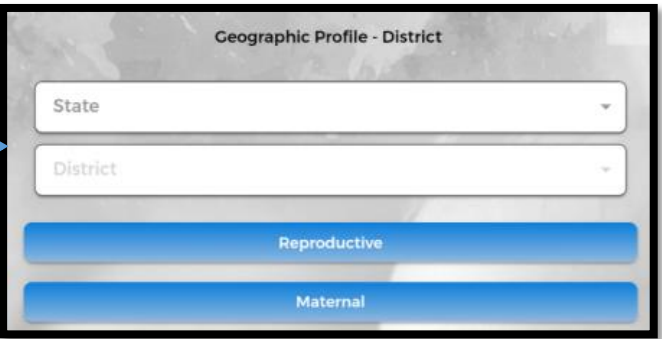 Geographic Profile - District
State
District
Reproductive
Maternal